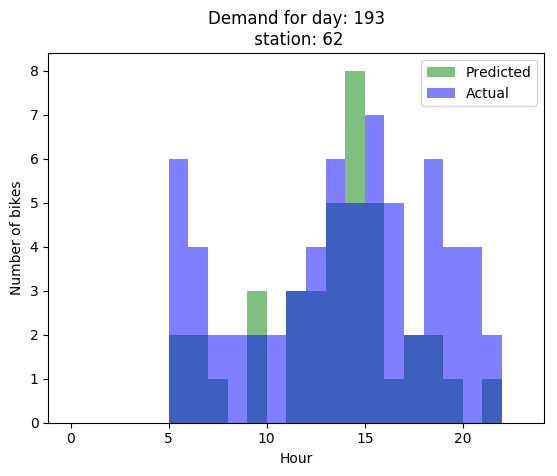 Demand for day: 193
station: 62
Predicted
Actual
Number of bikes
8
7
6
5
4
3
2
1
0
0 5 10 15 20
Hour